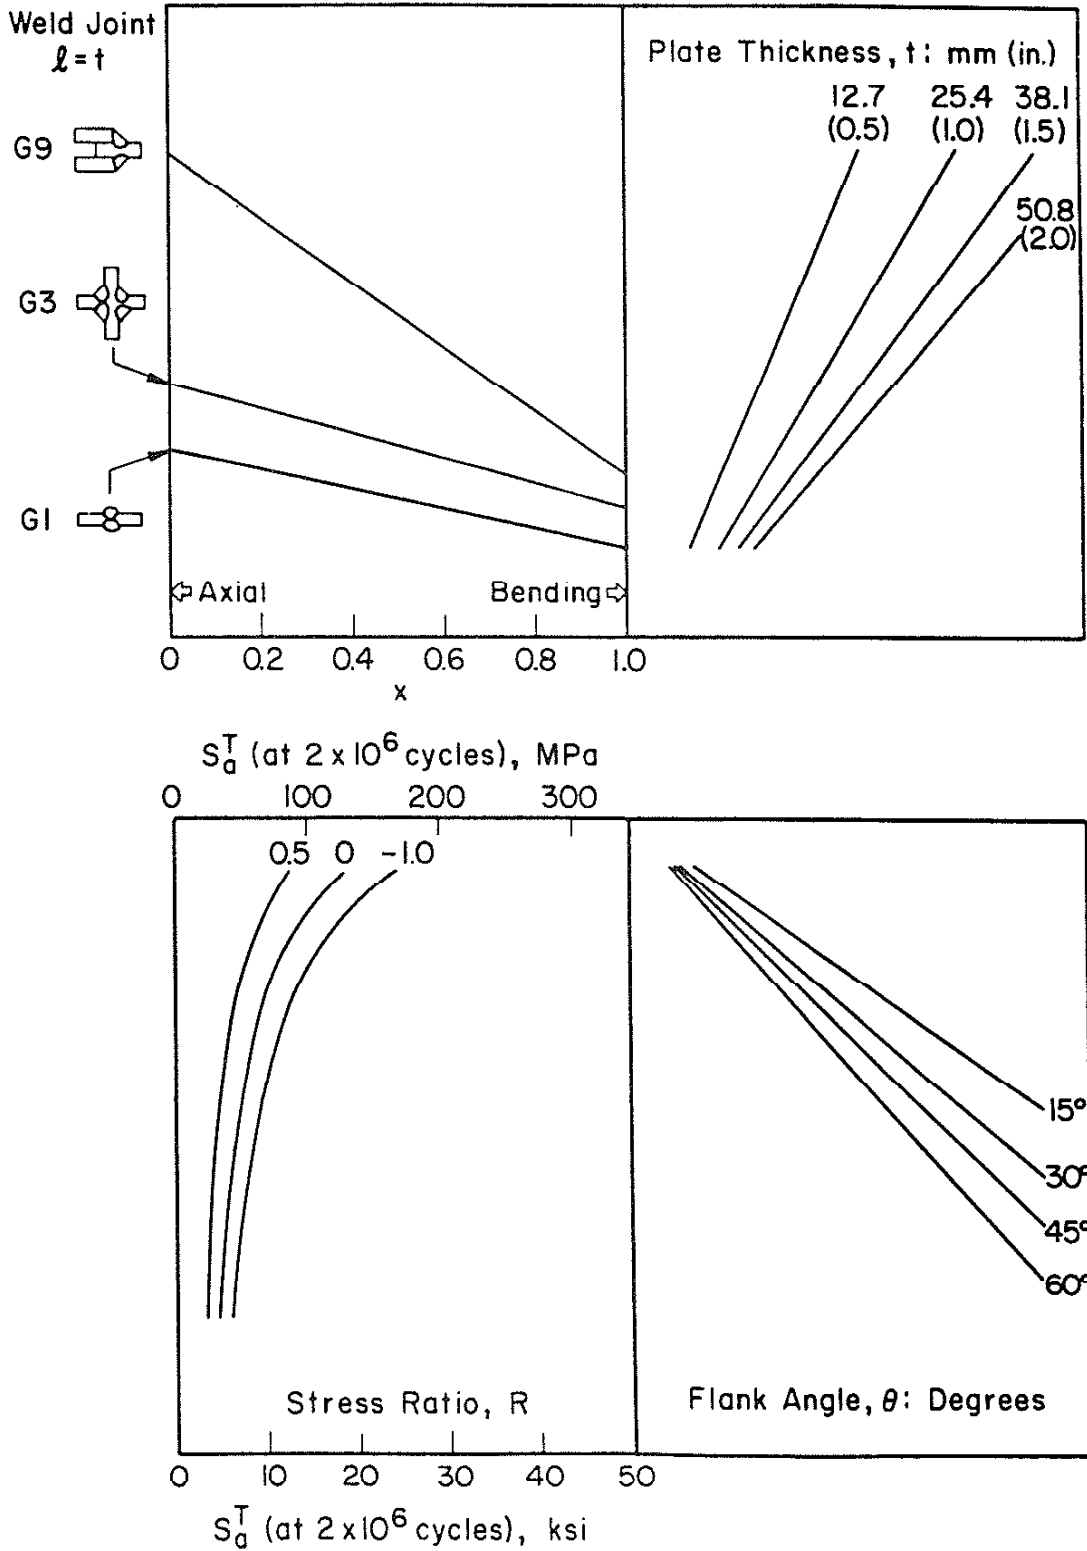 Weld Joint
ℓ = t
G9
G3
G1
⇦ Axial
Bending ⇨
0 0.2 0.4 0.6 0.8 1.0
x
Plate Thickness, t: mm (in.)
12.7 25.4 38.1
(0.5) (1.0) (1.5)
50.8
(2.0)
S_a^T (at 2 x 10^6 cycles), MPa
0 100 200 300
0.5 0 -1.0
Stress Ratio, R
0 10 20 30 40 50
S_a^T (at 2 x 10^6 cycles), ksi
15°
30°
45°
60°
Flank Angle, θ: Degrees